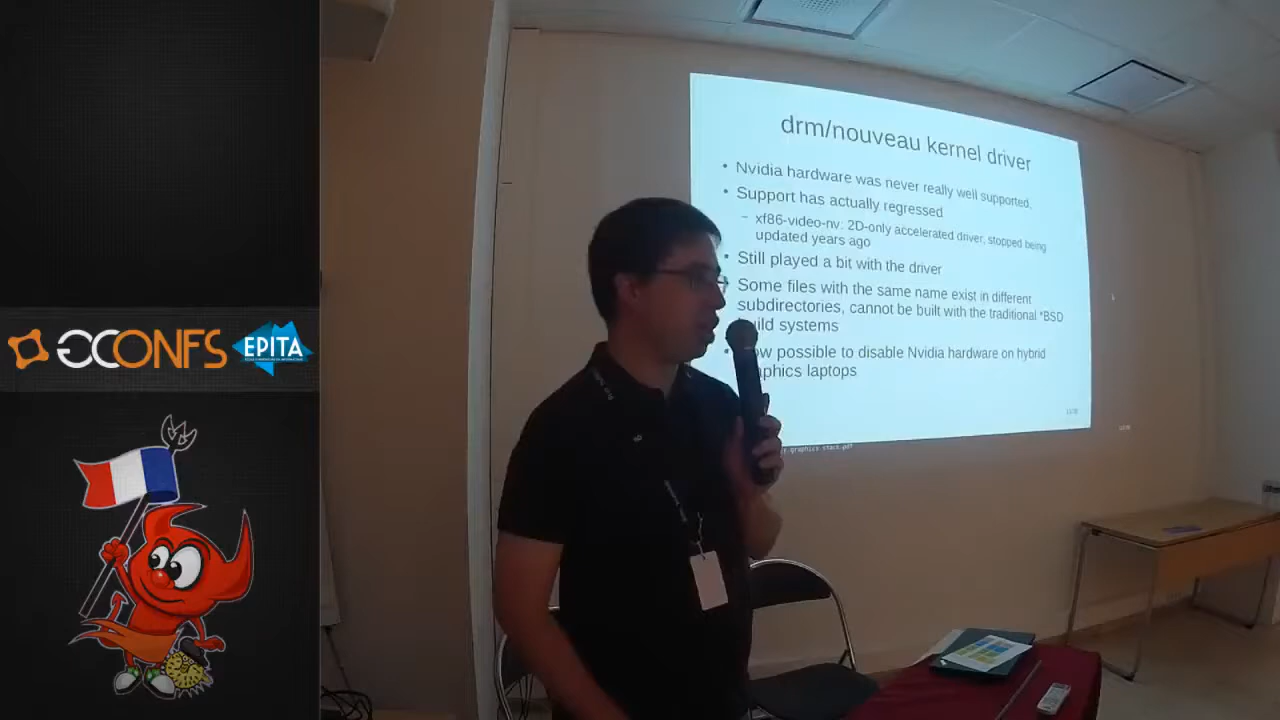 drm/nouveau kernel driver
• Nvidia hardware was never really well supported.
• Support has actually regressed
– xf86-video-nv: 2D-only accelerated driver, stopped being
updated years ago
• Still played a bit with the driver
Some files with the same name exist in different
subdirectories, cannot be built with the traditional *BSD
build systems
possible to disable Nvidia hardware on hybrid
laptops
GCONFS
EPITA
stack.pdf